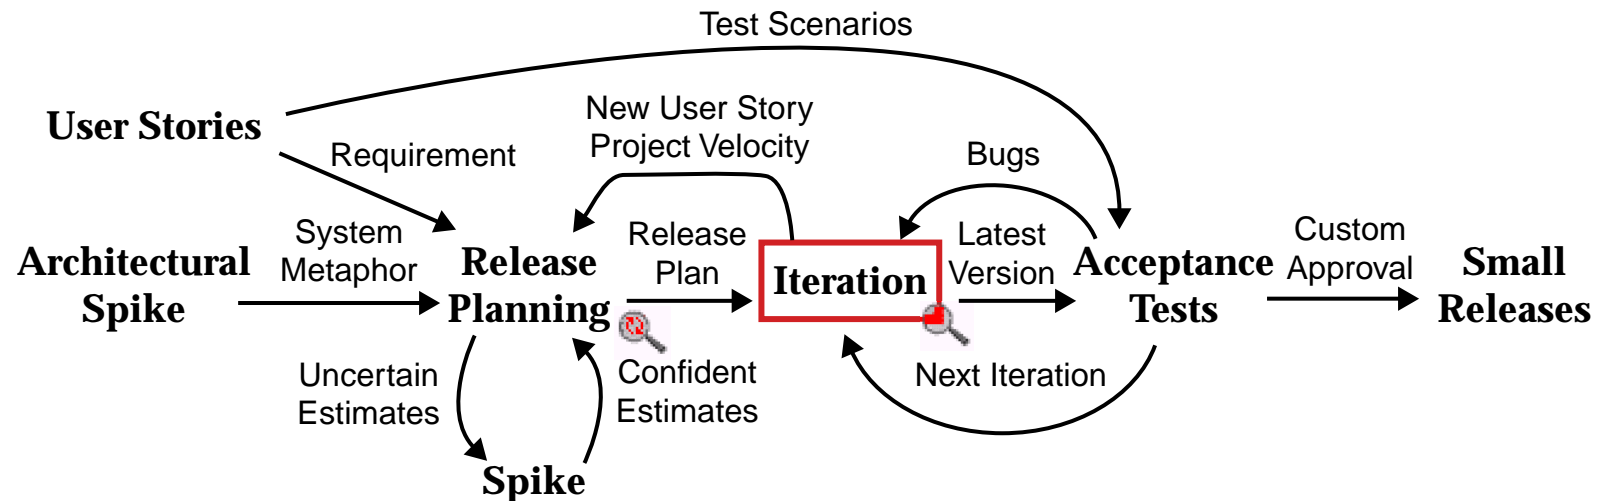 Test Scenarios
User Stories
New User Story
Project Velocity
Requirement
Bugs
Architectural
Spike
System
Metaphor
Release
Planning
Release
Plan
Iteration
Latest
Version
Acceptance
Tests
Custom
Approval
Small
Releases
Uncertain
Estimates
Confident
Estimates
Next Iteration
Spike